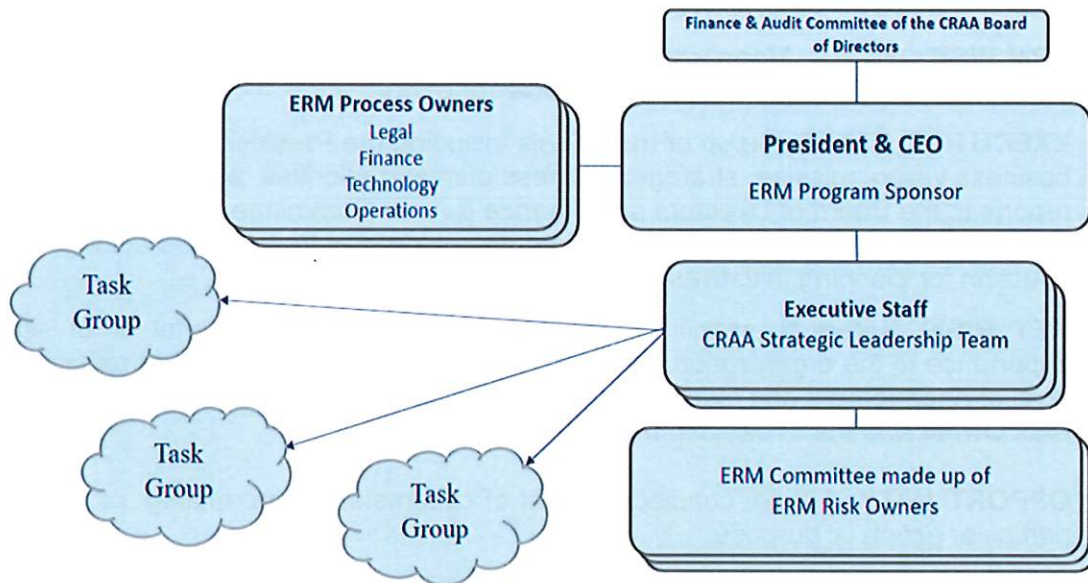 Finance & Audit Committee of the CRAA Board
of Directors
ERM Process Owners
Legal
Finance
Technology
Operations
President & CEO
ERM Program Sponsor
Task
Group
Executive Staff
CRAA Strategic Leadership Team
Task
Group
Task
Group
ERM Committee made up of
ERM Risk Owners